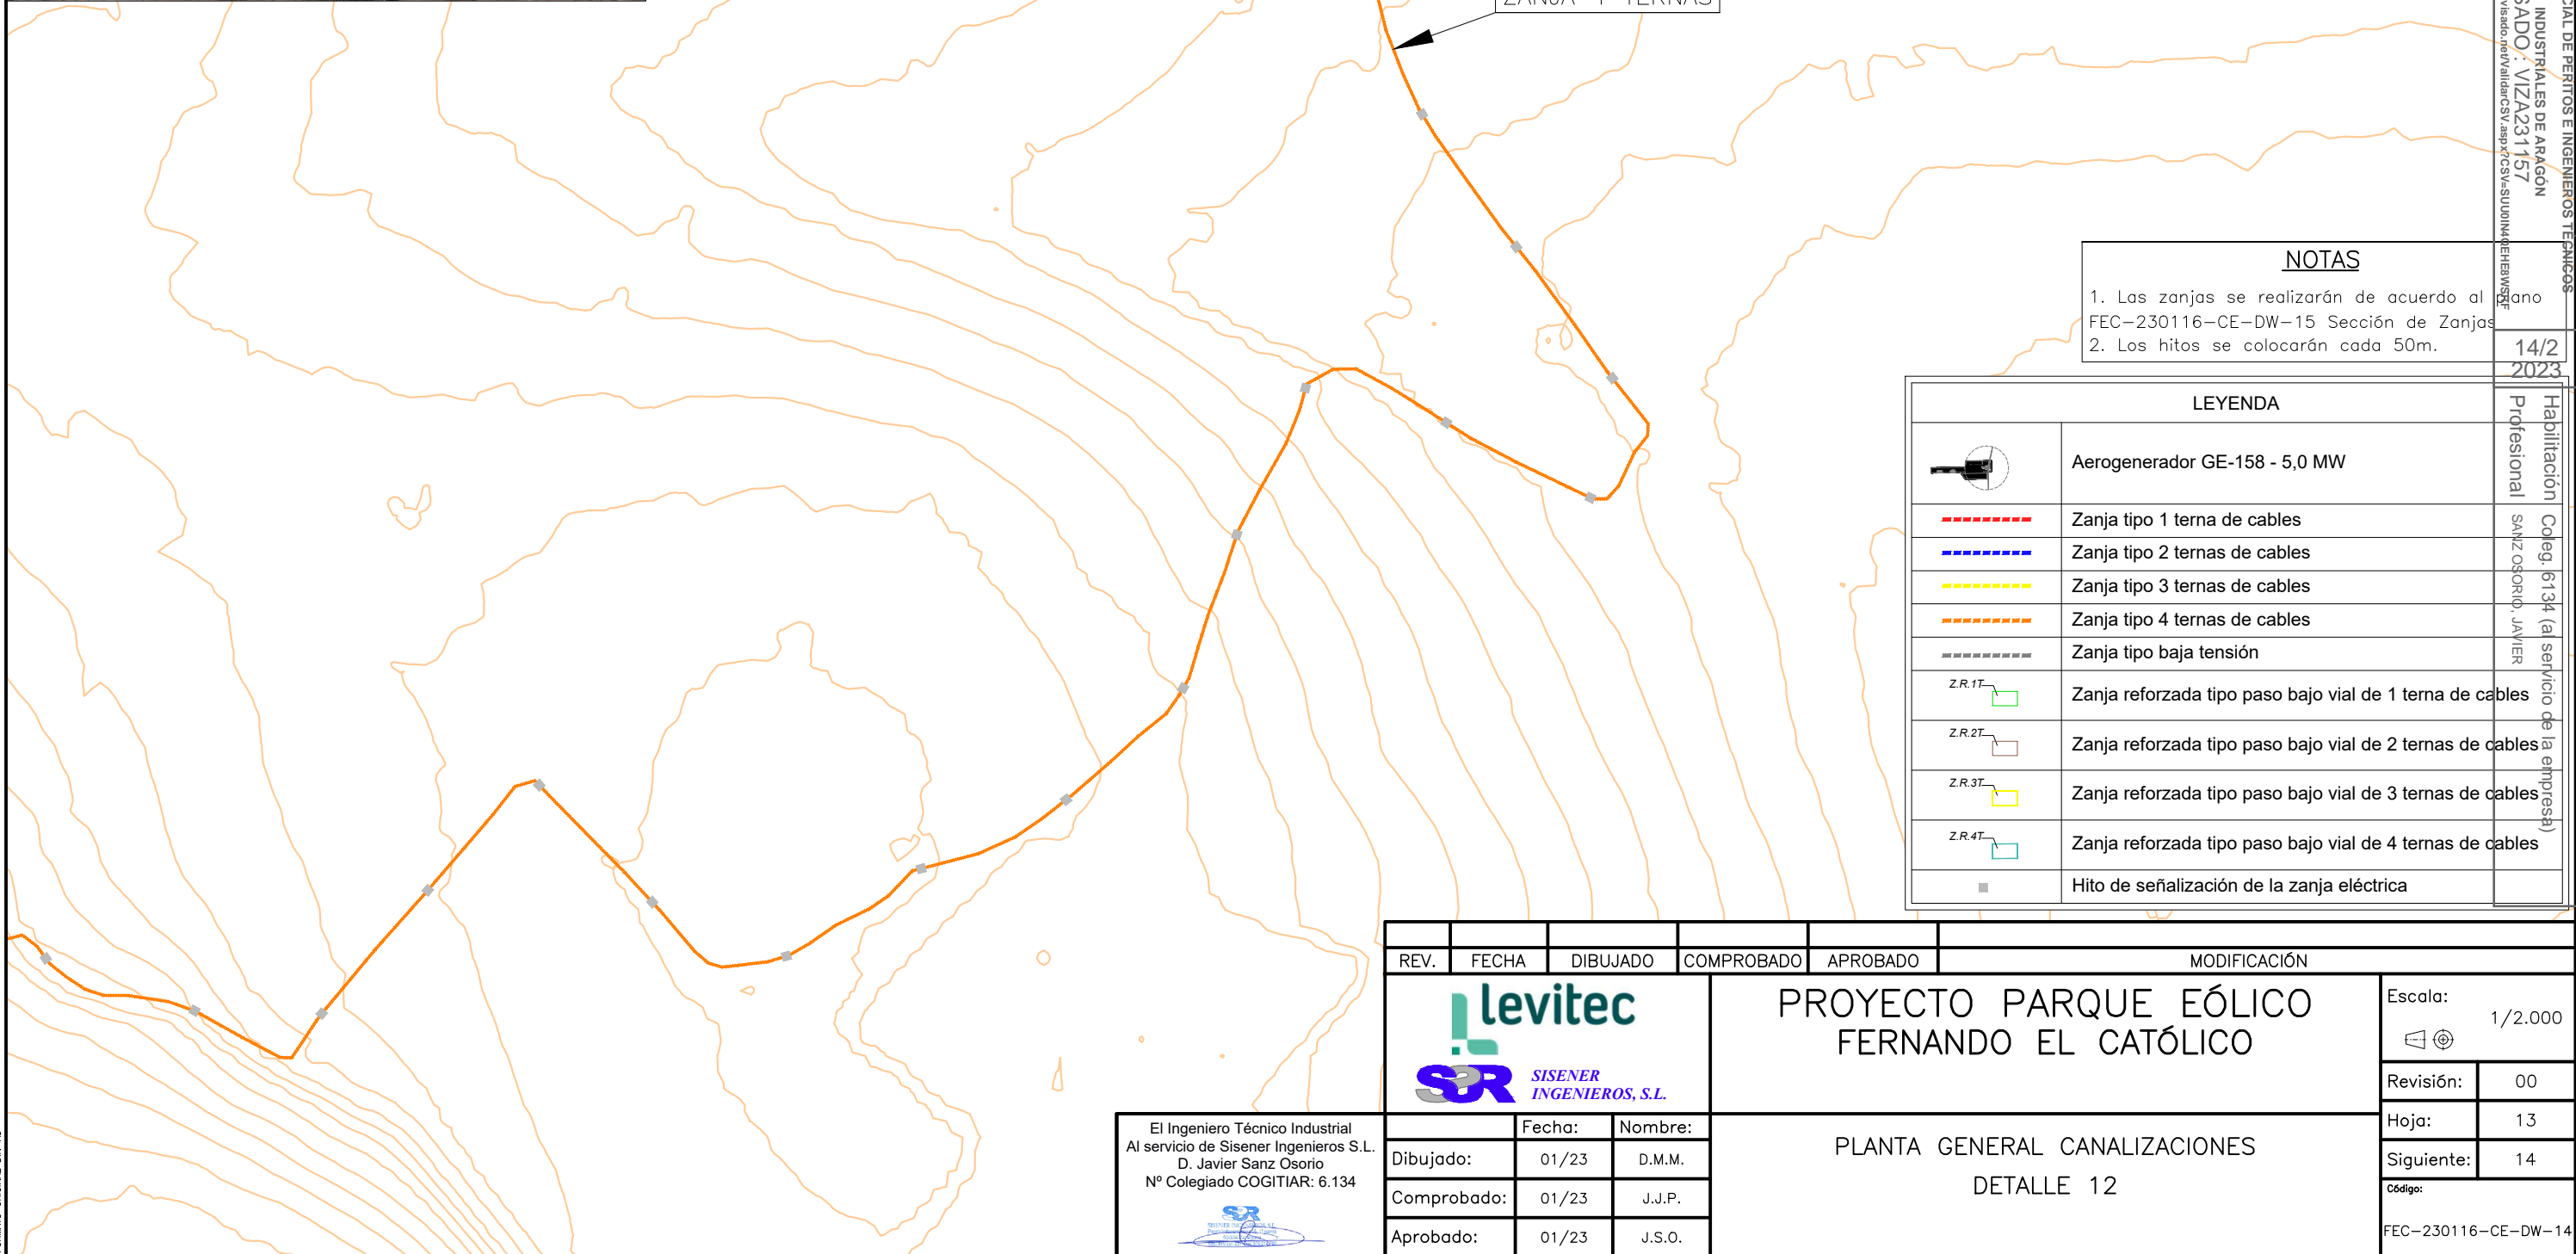 ZANJA 4 TERNAS
NOTAS
1. Las zanjas se realizarán de acuerdo al plano
FEC-230116-CE-DW-15 Sección de Zanjas
2. Los hitos se colocarán cada 50m.
LEYENDA
Aerogenerador GE-158 - 5,0 MW
Zanja tipo 1 terna de cables
Zanja tipo 2 ternas de cables
Zanja tipo 3 ternas de cables
Zanja tipo 4 ternas de cables
Zanja tipo baja tensión
Z.R.1T
Zanja reforzada tipo paso bajo vial de 1 terna de cables
Z.R.2T
Zanja reforzada tipo paso bajo vial de 2 ternas de cables
Z.R.3T
Zanja reforzada tipo paso bajo vial de 3 ternas de cables
Z.R.4T
Zanja reforzada tipo paso bajo vial de 4 ternas de cables
Hito de señalización de la zanja eléctrica
CIAL DE PERITOS E INGENIEROS TÉCNICOS
INDUSTRIALES DE ARAGÓN
SADO : VIZA231157
14/2
2023
Habilitación Coleg. 6134 (al servicio de la empresa)
Profesional SANZ OSORIO, JAVIER
REV. FECHA DIBUJADO COMPROBADO APROBADO MODIFICACIÓN
levitec
SISENER
INGENIEROS, S.L.
PROYECTO PARQUE EÓLICO
FERNANDO EL CATÓLICO
Escala:
1/2.000
Revisión: 00
Hoja: 13
Siguiente: 14
Código:
FEC-230116-CE-DW-14
PLANTA GENERAL CANALIZACIONES
DETALLE 12
Fecha: Nombre:
Dibujado: 01/23 D.M.M.
Comprobado: 01/23 J.J.P.
Aprobado: 01/23 J.S.O.
El Ingeniero Técnico Industrial
Al servicio de Sisener Ingenieros S.L.
D. Javier Sanz Osorio
Nº Colegiado COGITIAR: 6.134